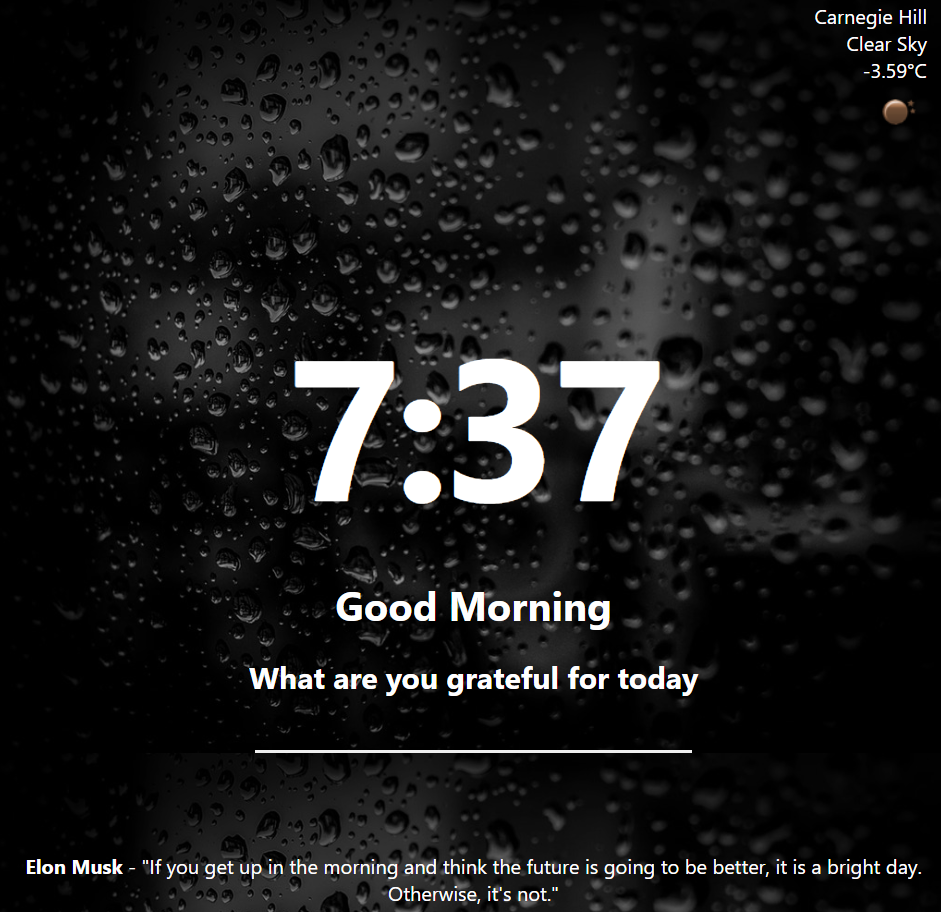 Carnegie Hill
Clear Sky
-3.59°C
7:37
Good Morning
What are you grateful for today
Elon Musk - "If you get up in the morning and think the future is going to be better, it is a bright day.
Otherwise, it's not."